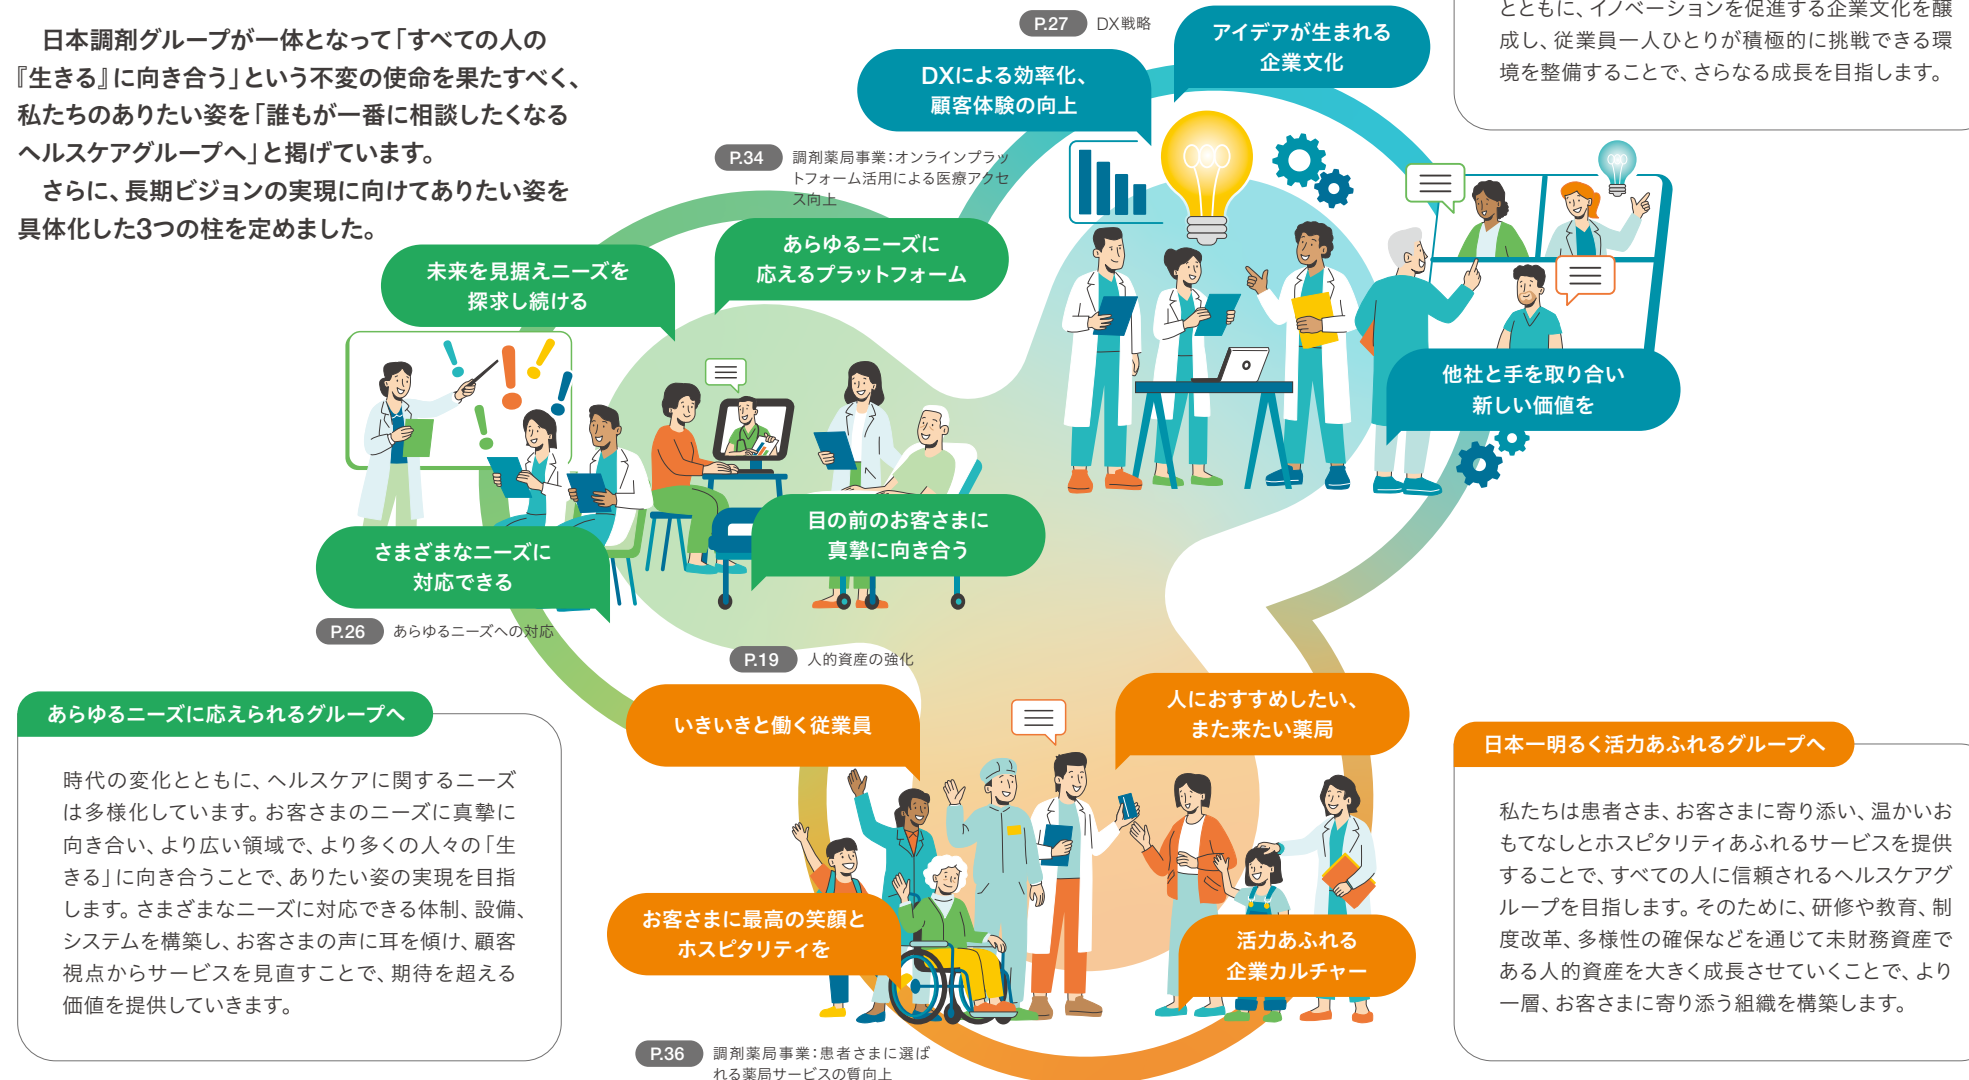 日本調剤グループが一体となって「すべての人の
『生きる』に向き合う」という不変の使命を果たすべく、
私たちのありたい姿を「誰もが一番に相談したくなる
ヘルスケアグループへ」と掲げています。
さらに、長期ビジョンの実現に向けてありたい姿を
具体化した3つの柱を定めました。
P.27 DX戦略
DXによる効率化、
顧客体験の向上
アイデアが生まれる
企業文化
とともに、イノベーションを促進する企業文化を醸
成し、従業員一人ひとりが積極的に挑戦できる環
境を整備することで、さらなる成長を目指します。
P.34 調剤薬局事業：オンラインプラッ
トフォーム活用による医療アクセ
ス向上
未来を見据えニーズを
探求し続ける
あらゆるニーズに
応えるプラットフォーム
他社と手を取り合い
新しい価値を
さまざまなニーズに
対応できる
目の前のお客さまに
真摯に向き合う
P.26 あらゆるニーズへの対応
P.19 人的資産の強化
あらゆるニーズに応えられるグループへ
時代の変化とともに、ヘルスケアに関するニーズ
は多様化しています。お客さまのニーズに真摯に
向き合い、より広い領域で、より多くの人々の「生
きる」に向き合うことで、ありたい姿の実現を目指
します。さまざまなニーズに対応できる体制、設備、
システムを構築し、お客さまの声に耳を傾け、顧客
視点からサービスを見直すことで、期待を超える
価値を提供していきます。
いきいきと働く従業員
人におすすめしたい、
また来たい薬局
お客さまに最高の笑顔と
ホスピタリティを
活力あふれる
企業カルチャー
P.36 調剤薬局事業：患者さまに選ば
れる薬局サービスの質向上
日本一明るく活力あふれるグループへ
私たちは患者さま、お客さまに寄り添い、温かいお
もてなしとホスピタリティあふれるサービスを提供
することで、すべての人に信頼されるヘルスケアグ
ループを目指します。そのために、研修や教育、制
度改革、多様性の確保などを通じて未財務資産で
ある人的資産を大きく成長させていくことで、より
一層、お客さまに寄り添う組織を構築します。